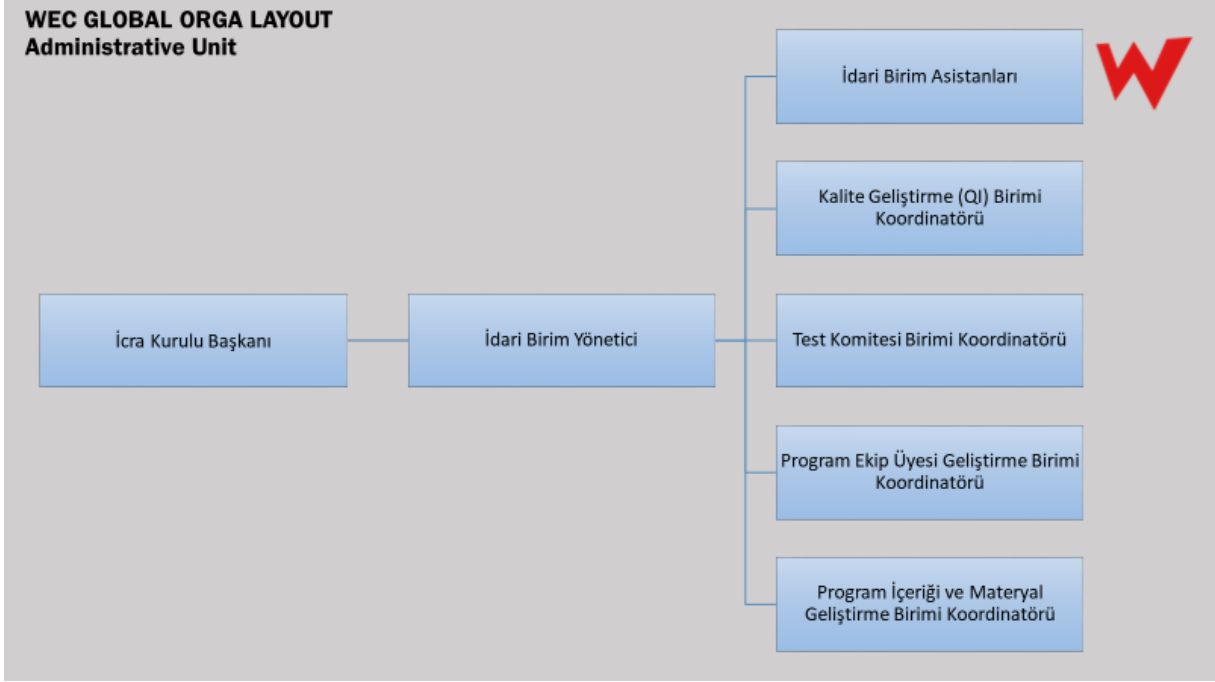 WEC GLOBAL ORGA LAYOUT
Administrative Unit
İdari Birim Asistanları
Kalite Geliştirme (QI) Birimi
Koordinatörü
İcra Kurulu Başkanı
İdari Birim Yönetici
Test Komitesi Birimi Koordinatörü
Program Ekip Üyesi Geliştirme Birimi
Koordinatörü
Program İçeriği ve Materyal
Geliştirme Birimi Koordinatörü